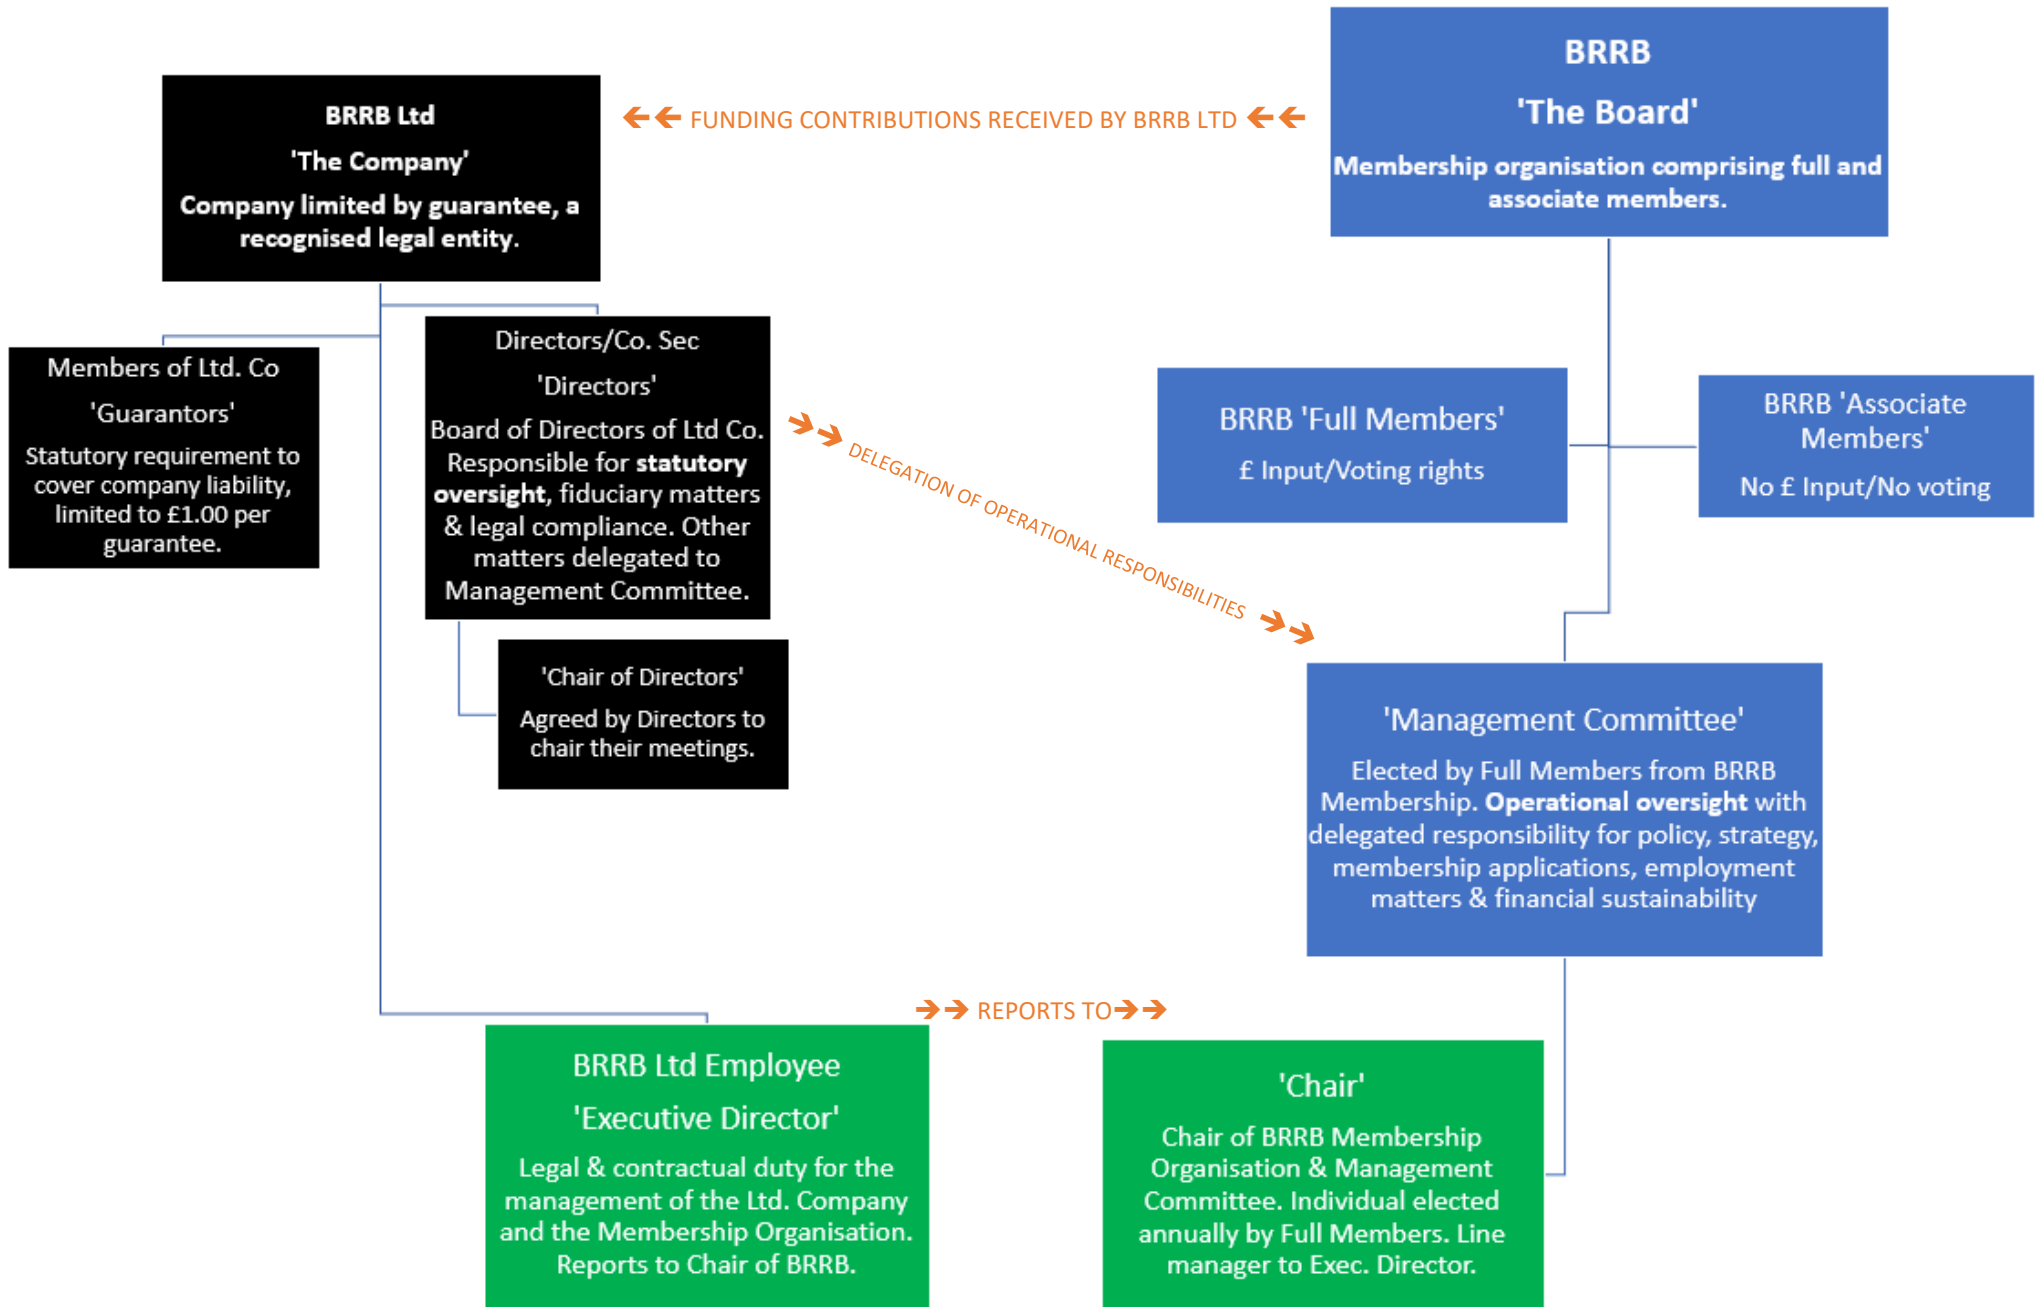 BRRB Ltd
'The Company'
Company limited by guarantee, a
recognised legal entity.
🡨🡨 FUNDING CONTRIBUTIONS RECEIVED BY BRRB LTD 🡨🡨
BRRB
'The Board'
Membership organisation comprising full and
associate members.
Members of Ltd. Co
'Guarantors'
Statutory requirement to
cover company liability,
limited to £1.00 per
guarantee.
Directors/Co. Sec
'Directors'
Board of Directors of Ltd Co.
Responsible for statutory
oversight, fiduciary matters
& legal compliance. Other
matters delegated to
Management Committee.
'Chair of Directors'
Agreed by Directors to
chair their meetings.
🡪🡪 DELEGATION OF OPERATIONAL RESPONSIBILITIES 🡪🡪
BRRB 'Full Members'
£ Input/Voting rights
BRRB 'Associate
Members'
No £ Input/No voting
'Management Committee'
Elected by Full Members from BRRB
Membership. Operational oversight with
delegated responsibility for policy, strategy,
membership applications, employment
matters & financial sustainability
🡪🡪 REPORTS TO🡪🡪
BRRB Ltd Employee
'Executive Director'
Legal & contractual duty for the
management of the Ltd. Company
and the Membership Organisation.
Reports to Chair of BRRB.
'Chair'
Chair of BRRB Membership
Organisation & Management
Committee. Individual elected
annually by Full Members. Line
manager to Exec. Director.